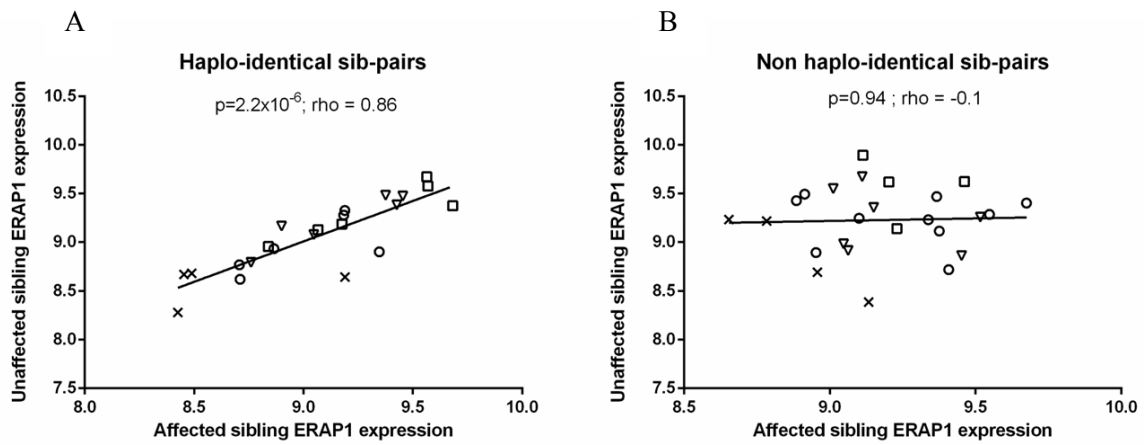 A
Haplo-identical sib-pairs
p=2.2x10⁻⁶; rho = 0.86
Unaffected sibling ERAP1 expression
10.5
10.0
9.5
9.0
8.5
8.0
7.5
8.0 8.5 9.0 9.5 10.0
Affected sibling ERAP1 expression
B
Non haplo-identical sib-pairs
p=0.94 ; rho = -0.1
Unaffected sibling ERAP1 expression
10.5
10.0
9.5
9.0
8.5
8.0
7.5
8.5 9.0 9.5 10.0
Affected sibling ERAP1 expression